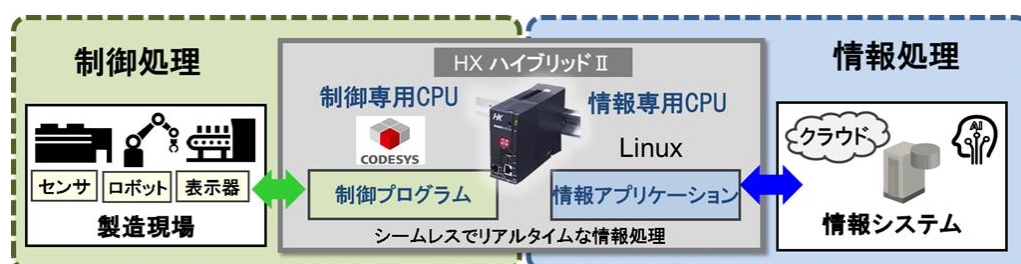 制御処理
情報処理
HX ハイブリッドⅡ
制御専用CPU
情報専用CPU
HX
CODESYS
Linux
センサ
ロボット
表示器
製造現場
制御プログラム
情報アプリケーション
シームレスでリアルタイムな情報処理
クラウド
AI
情報システム